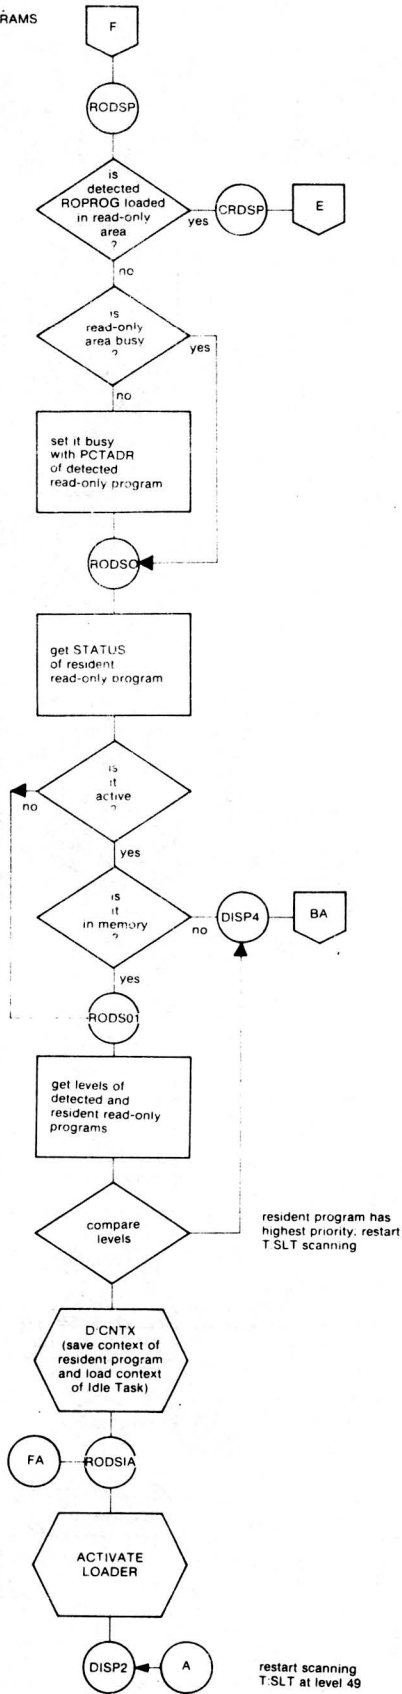 RAMS
F
RODSP
is
detected
ROPROG loaded
in read-only
area
?
yes
CRDSP
E
no
is
read-only
area busy
?
yes
no
set it busy
with PCTADR
of detected
read-only program
RODSO
get STATUS
of resident
read-only program
is
it
active
?
no
yes
is
it
in memory
?
no
DISP4
BA
yes
RODS01
get levels of
detected and
resident read-only
programs
compare
levels
resident program has
highest priority, restart
T:SLT scanning
D:CNTX
(save context of
resident program
and load context
of Idle Task)
FA
RODSIA
ACTIVATE
LOADER
DISP2
A
restart scanning
T:SLT at level 49